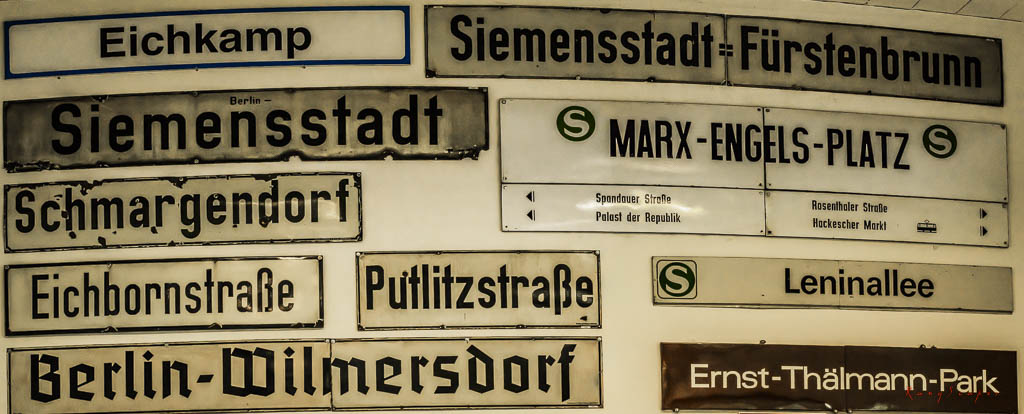 Eichkamp
Siemensstadt=Fürstenbrunn
Berlin-
Siemensstadt
S MARX-ENGELS-PLATZ S
Spandauer Straße
Palast der Republik
Rosenthaler Straße
Hackescher Markt
Schmargendorf
Eichbornstraße
Putlitzstraße
S Leninallee
Berlin-Wilmersdorf
Ernst-Thälmann-Park